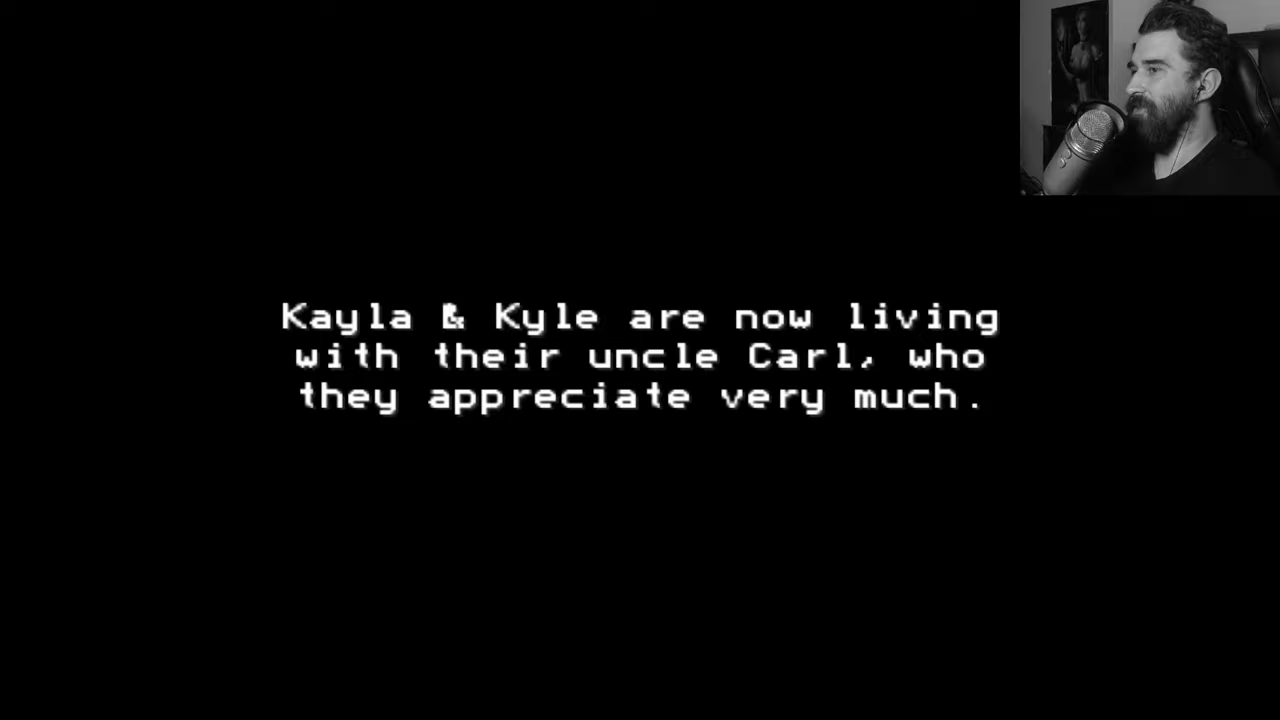 Kayla & Kyle are now living
with their uncle Carl, who
they appreciate very much.